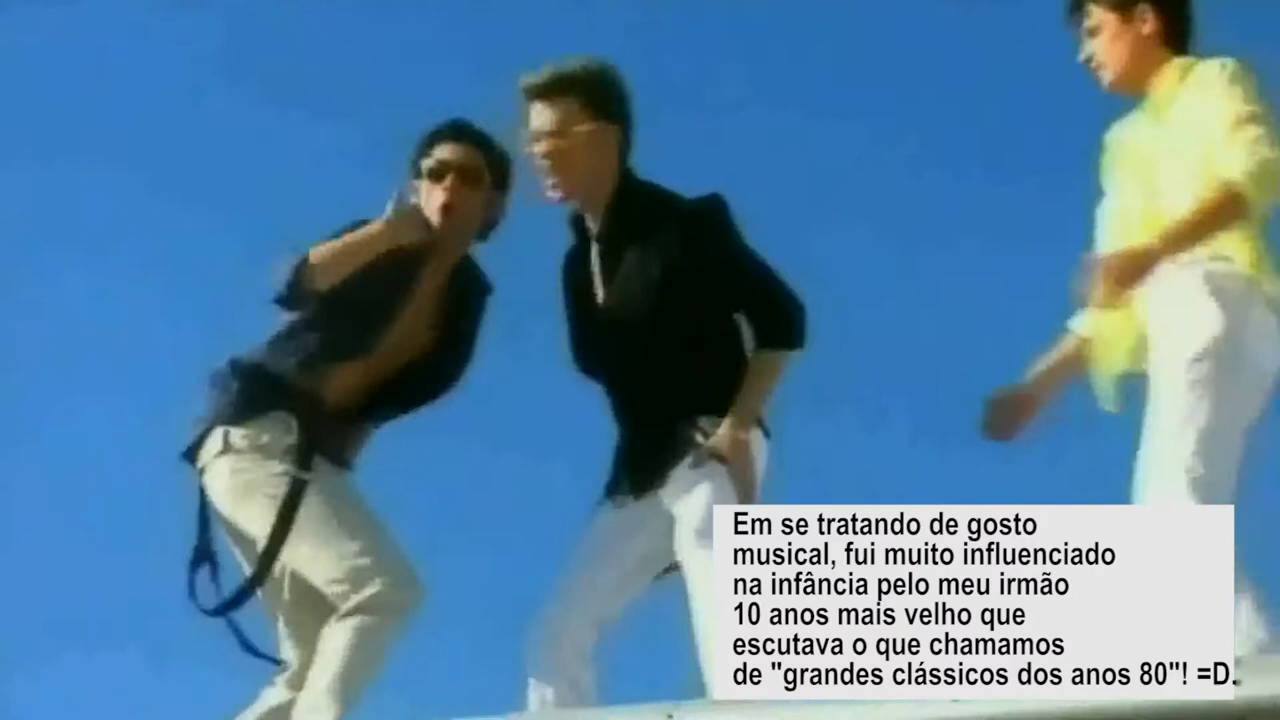 Em se tratando de gosto
musical, fui muito influenciado
na infância pelo meu irmão
10 anos mais velho que
escutava o que chamamos
de "grandes clássicos dos anos 80"! =D.